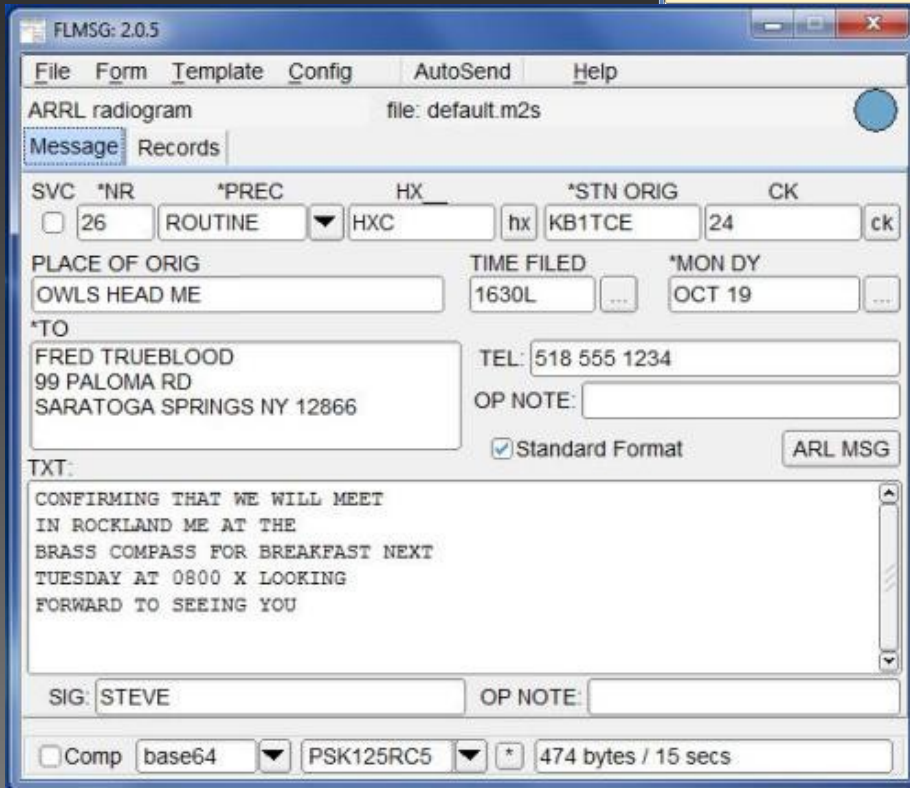 FLMSG: 2.0.5
File Form Template Config AutoSend Help
ARRL radiogram file: default.m2s
Message Records
SVC *NR *PREC HX__ *STN ORIG CK
26 ROUTINE HXC hx KB1TCE 24 ck
PLACE OF ORIG TIME FILED *MON DY
OWLS HEAD ME 1630L ... OCT 19 ...
*TO
FRED TRUEBLOOD
99 PALOMA RD
SARATOGA SPRINGS NY 12866
TEL: 518 555 1234
OP NOTE:
Standard Format ARL MSG
TXT:
CONFIRMING THAT WE WILL MEET
IN ROCKLAND ME AT THE
BRASS COMPASS FOR BREAKFAST NEXT
TUESDAY AT 0800 X LOOKING
FORWARD TO SEEING YOU
SIG: STEVE OP NOTE:
Comp base64 PSK125RC5 * 474 bytes / 15 secs